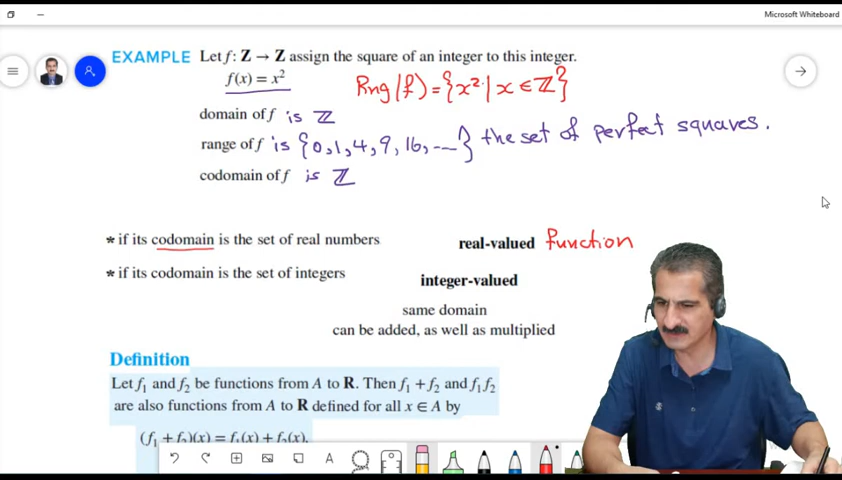 Microsoft Whiteboard
EXAMPLE Let f: Z → Z assign the square of an integer to this integer.
f(x) = x² Rng(f) = {x² | x ∈ ℤ}
domain of f is ℤ
range of f is {0, 1, 4, 9, 16, ...} the set of perfect squares.
codomain of f is ℤ
* if its codomain is the set of real numbers real-valued function
* if its codomain is the set of integers integer-valued
same domain
can be added, as well as multiplied
Definition
Let f₁ and f₂ be functions from A to R. Then f₁ + f₂ and f₁f₂
are also functions from A to R defined for all x ∈ A by
(f₁ + f₂)(x) = f₁(x) + f₂(x),
A